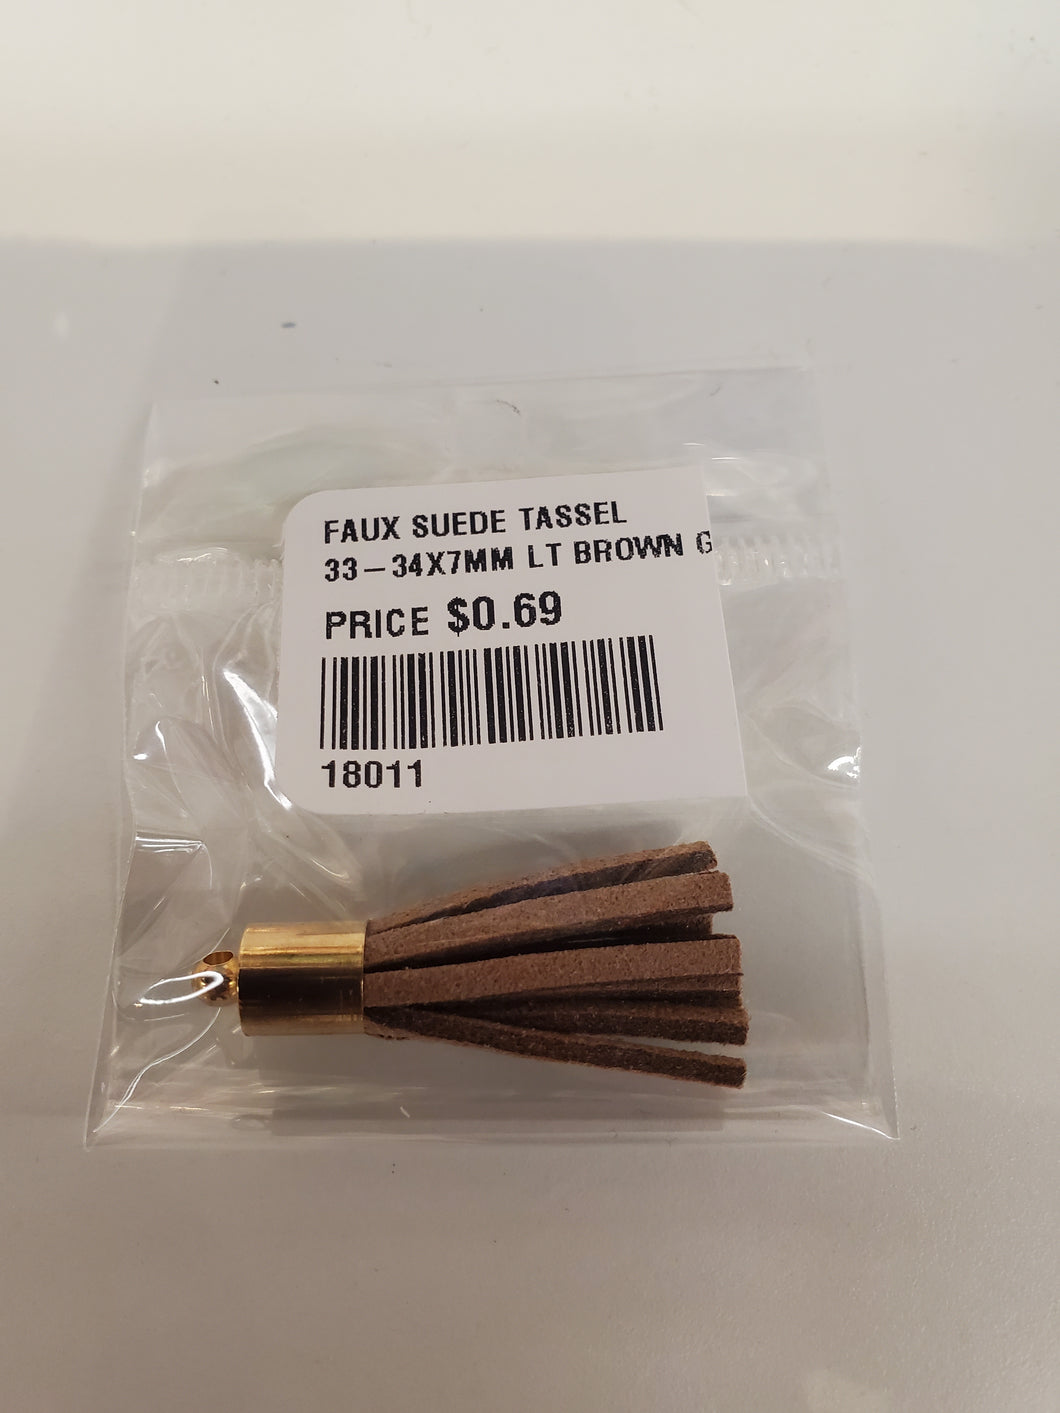 FAUX SUEDE TASSEL
33-34X7MM LT BROWN G
PRICE $0.69
18011